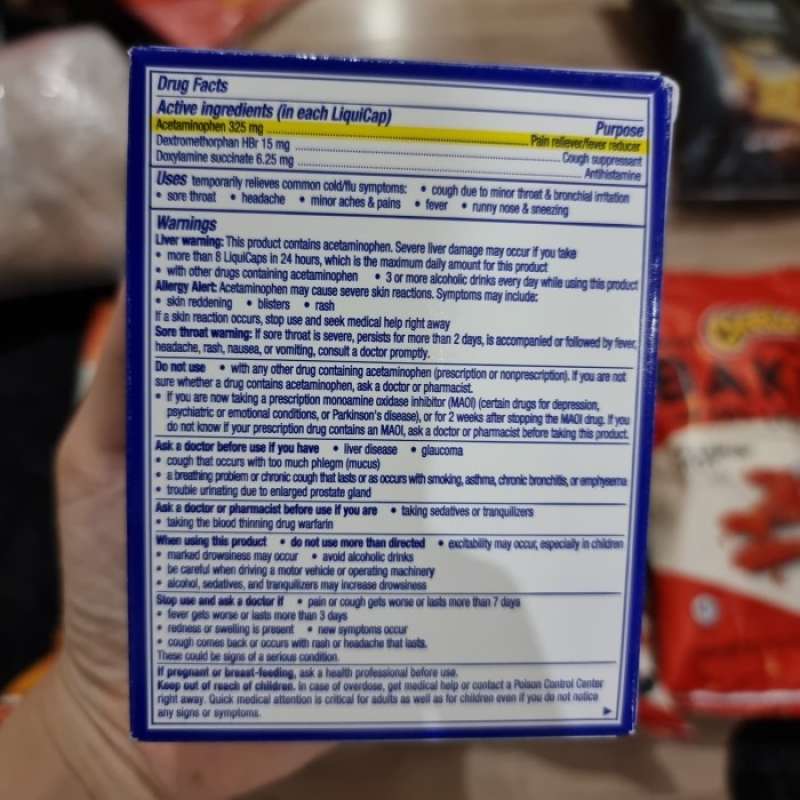 Drug Facts
Active ingredients (in each LiquiCap) Purpose
Acetaminophen 325 mg ... Pain reliever/fever reducer
Dextromethorphan HBr 15 mg ... Cough suppressant
Doxylamine succinate 6.25 mg ... Antihistamine
Uses temporarily relieves common cold/flu symptoms: • cough due to minor throat & bronchial irritation
• sore throat • headache • minor aches & pains • fever • runny nose & sneezing
Warnings
Liver warning: This product contains acetaminophen. Severe liver damage may occur if you take
• more than 8 LiquiCaps in 24 hours, which is the maximum daily amount for this product
• with other drugs containing acetaminophen • 3 or more alcoholic drinks every day while using this product
Allergy Alert: Acetaminophen may cause severe skin reactions. Symptoms may include:
• skin reddening • blisters • rash
If a skin reaction occurs, stop use and seek medical help right away
Sore throat warning: If sore throat is severe, persists for more than 2 days, is accompanied or followed by fever,
headache, rash, nausea, or vomiting, consult a doctor promptly.
Do not use • with any other drug containing acetaminophen (prescription or nonprescription). If you are not
sure whether a drug contains acetaminophen, ask a doctor or pharmacist.
• If you are now taking a prescription monoamine oxidase inhibitor (MAOI) (certain drugs for depression,
psychiatric or emotional conditions, or Parkinson's disease), or for 2 weeks after stopping the MAOI drug. If you
do not know if your prescription drug contains an MAOI, ask a doctor or pharmacist before taking this product.
Ask a doctor before use if you have • liver disease • glaucoma
• cough that occurs with too much phlegm (mucus)
• a breathing problem or chronic cough that lasts or as occurs with smoking, asthma, chronic bronchitis, or emphysema
• trouble urinating due to enlarged prostate gland
Ask a doctor or pharmacist before use if you are • taking sedatives or tranquilizers
• taking the blood thinning drug warfarin
When using this product • do not use more than directed • excitability may occur, especially in children
• marked drowsiness may occur • avoid alcoholic drinks
• be careful when driving a motor vehicle or operating machinery
• alcohol, sedatives, and tranquilizers may increase drowsiness
Stop use and ask a doctor if • pain or cough gets worse or lasts more than 7 days
• fever gets worse or lasts more than 3 days
• redness or swelling is present • new symptoms occur
• cough comes back or occurs with rash or headache that lasts.
These could be signs of a serious condition.
If pregnant or breast-feeding, ask a health professional before use.
Keep out of reach of children. In case of overdose, get medical help or contact a Poison Control Center
right away. Quick medical attention is critical for adults as well as for children even if you do not notice
any signs or symptoms.